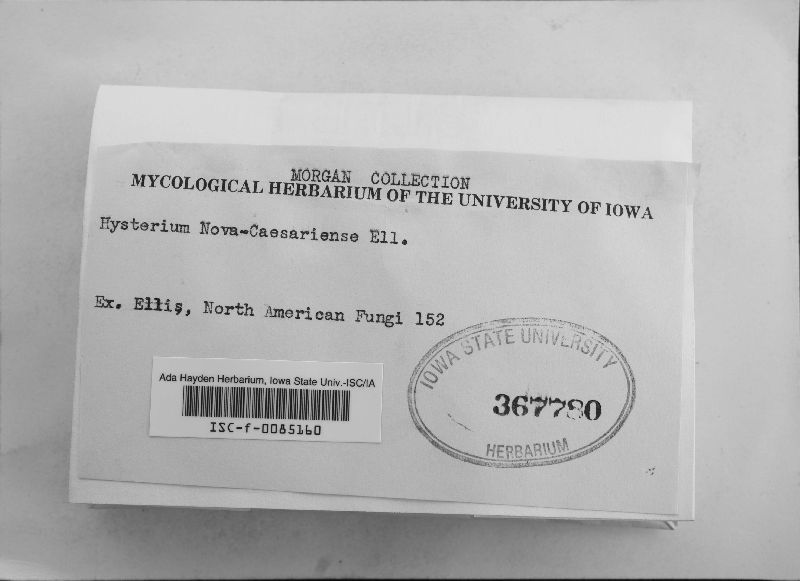 MORGAN COLLECTION
MYCOLOGICAL HERBARIUM OF THE UNIVERSITY OF IOWA
Hysterium Nova-Caesariense Ell.
Ex. Ellis, North American Fungi 152
Ada Hayden Herbarium, Iowa State Univ.-ISC/IA
ISC-f-0085160
IOWA STATE UNIVERSITY
367780
HERBARIUM